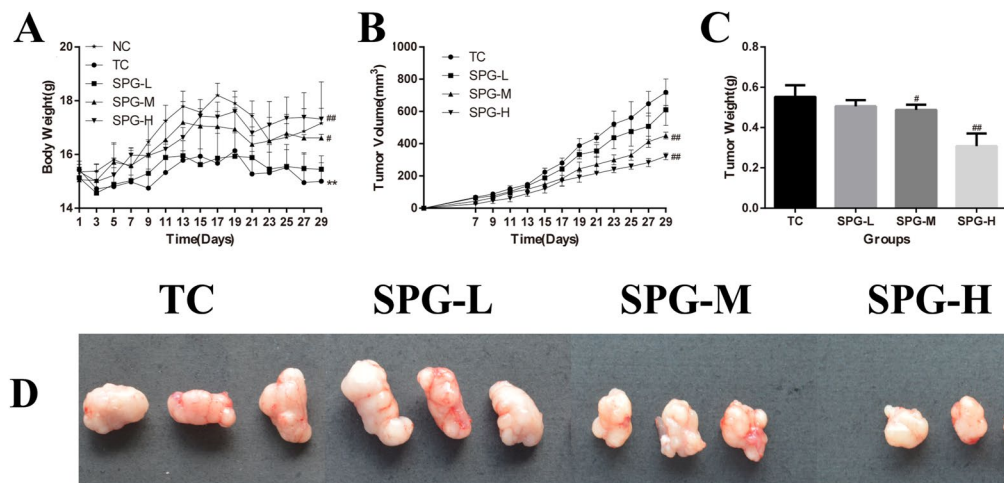 A
20
18
16
14
Body Weight(g)
NC
TC
SPG-L
SPG-M
SPG-H
##
#
**
1 3 5 7 9 11 13 15 17 19 21 23 25 27 29
Time(Days)
B
1000
800
600
400
200
0
Tumor Volume(mm³)
TC
SPG-L
SPG-M
SPG-H
##
##
7 9 11 13 15 17 19 21 23 25 27 29
Time(Days)
C
0.8
0.6
0.4
0.2
0.0
Tumor Weight(g)
#
##
TC SPG-L SPG-M SPG-H
Groups
TC SPG-L SPG-M SPG-H
D